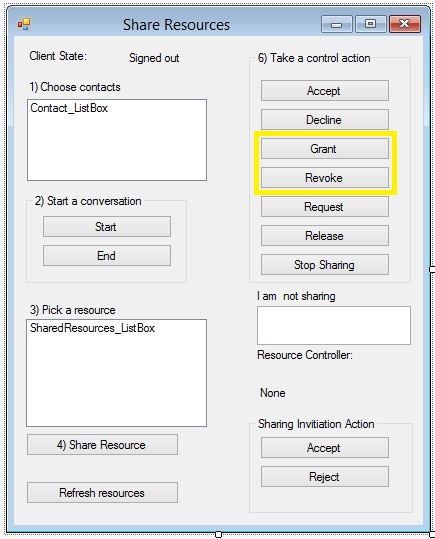 Share Resources
Client State: Signed out
1) Choose contacts
Contact_ListBox
2) Start a conversation
Start
End
3) Pick a resource
SharedResources_ListBox
4) Share Resource
Refresh resources
6) Take a control action
Accept
Decline
Grant
Revoke
Request
Release
Stop Sharing
I am not sharing
Resource Controller:
None
Sharing Invitiation Action
Accept
Reject